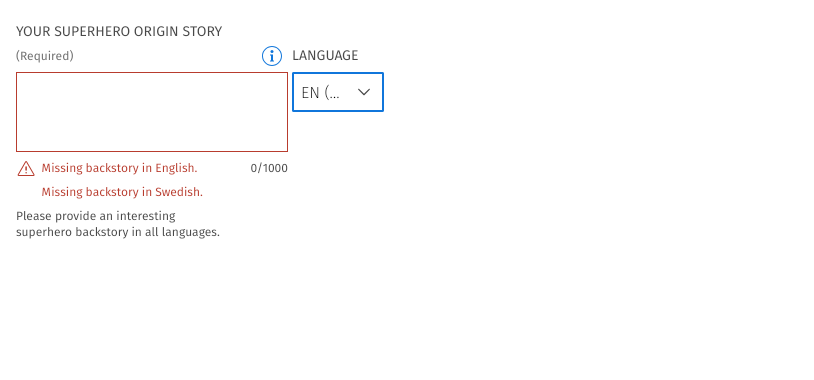 YOUR SUPERHERO ORIGIN STORY
(Required)
LANGUAGE
EN (...
Missing backstory in English.
0/1000
Missing backstory in Swedish.
Please provide an interesting
superhero backstory in all languages.